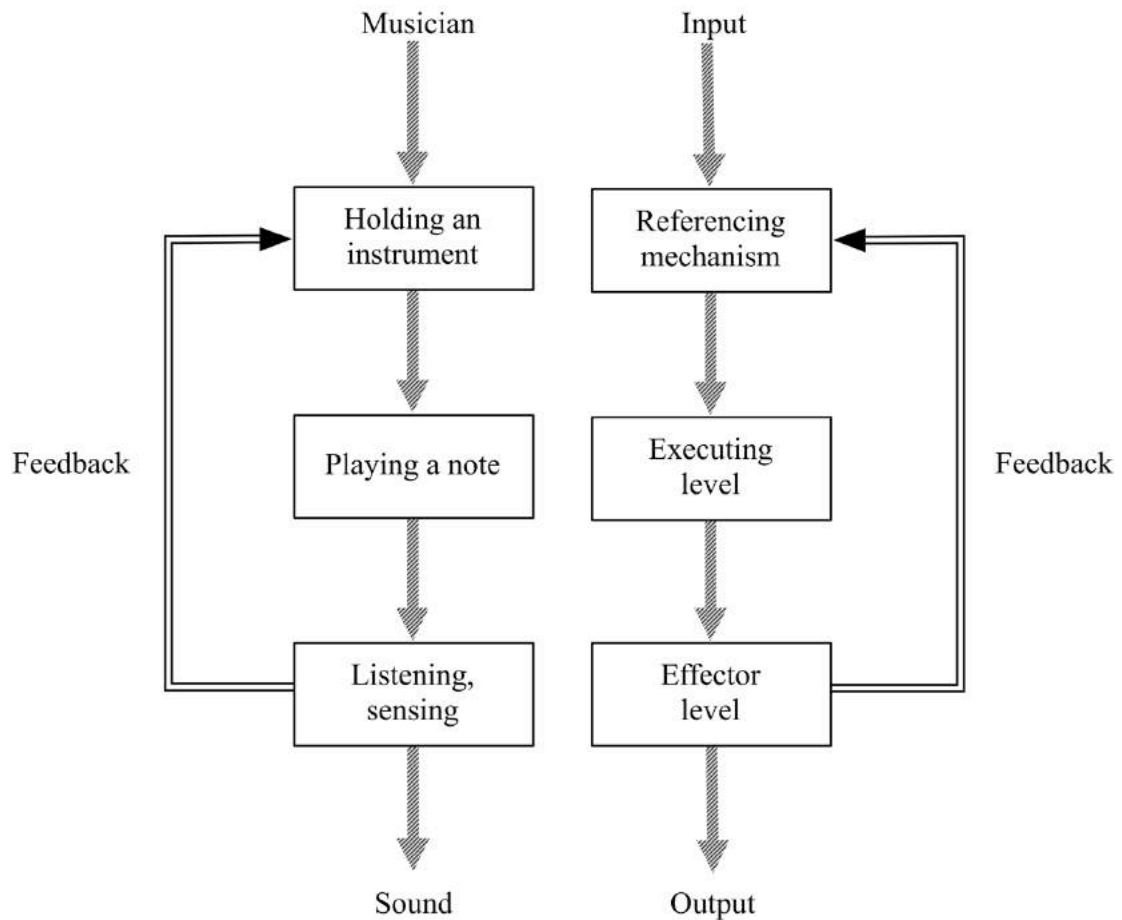 Musician
Input
Holding an
instrument
Referencing
mechanism
Playing a note
Executing
level
Feedback
Feedback
Listening,
sensing
Effector
level
Sound
Output